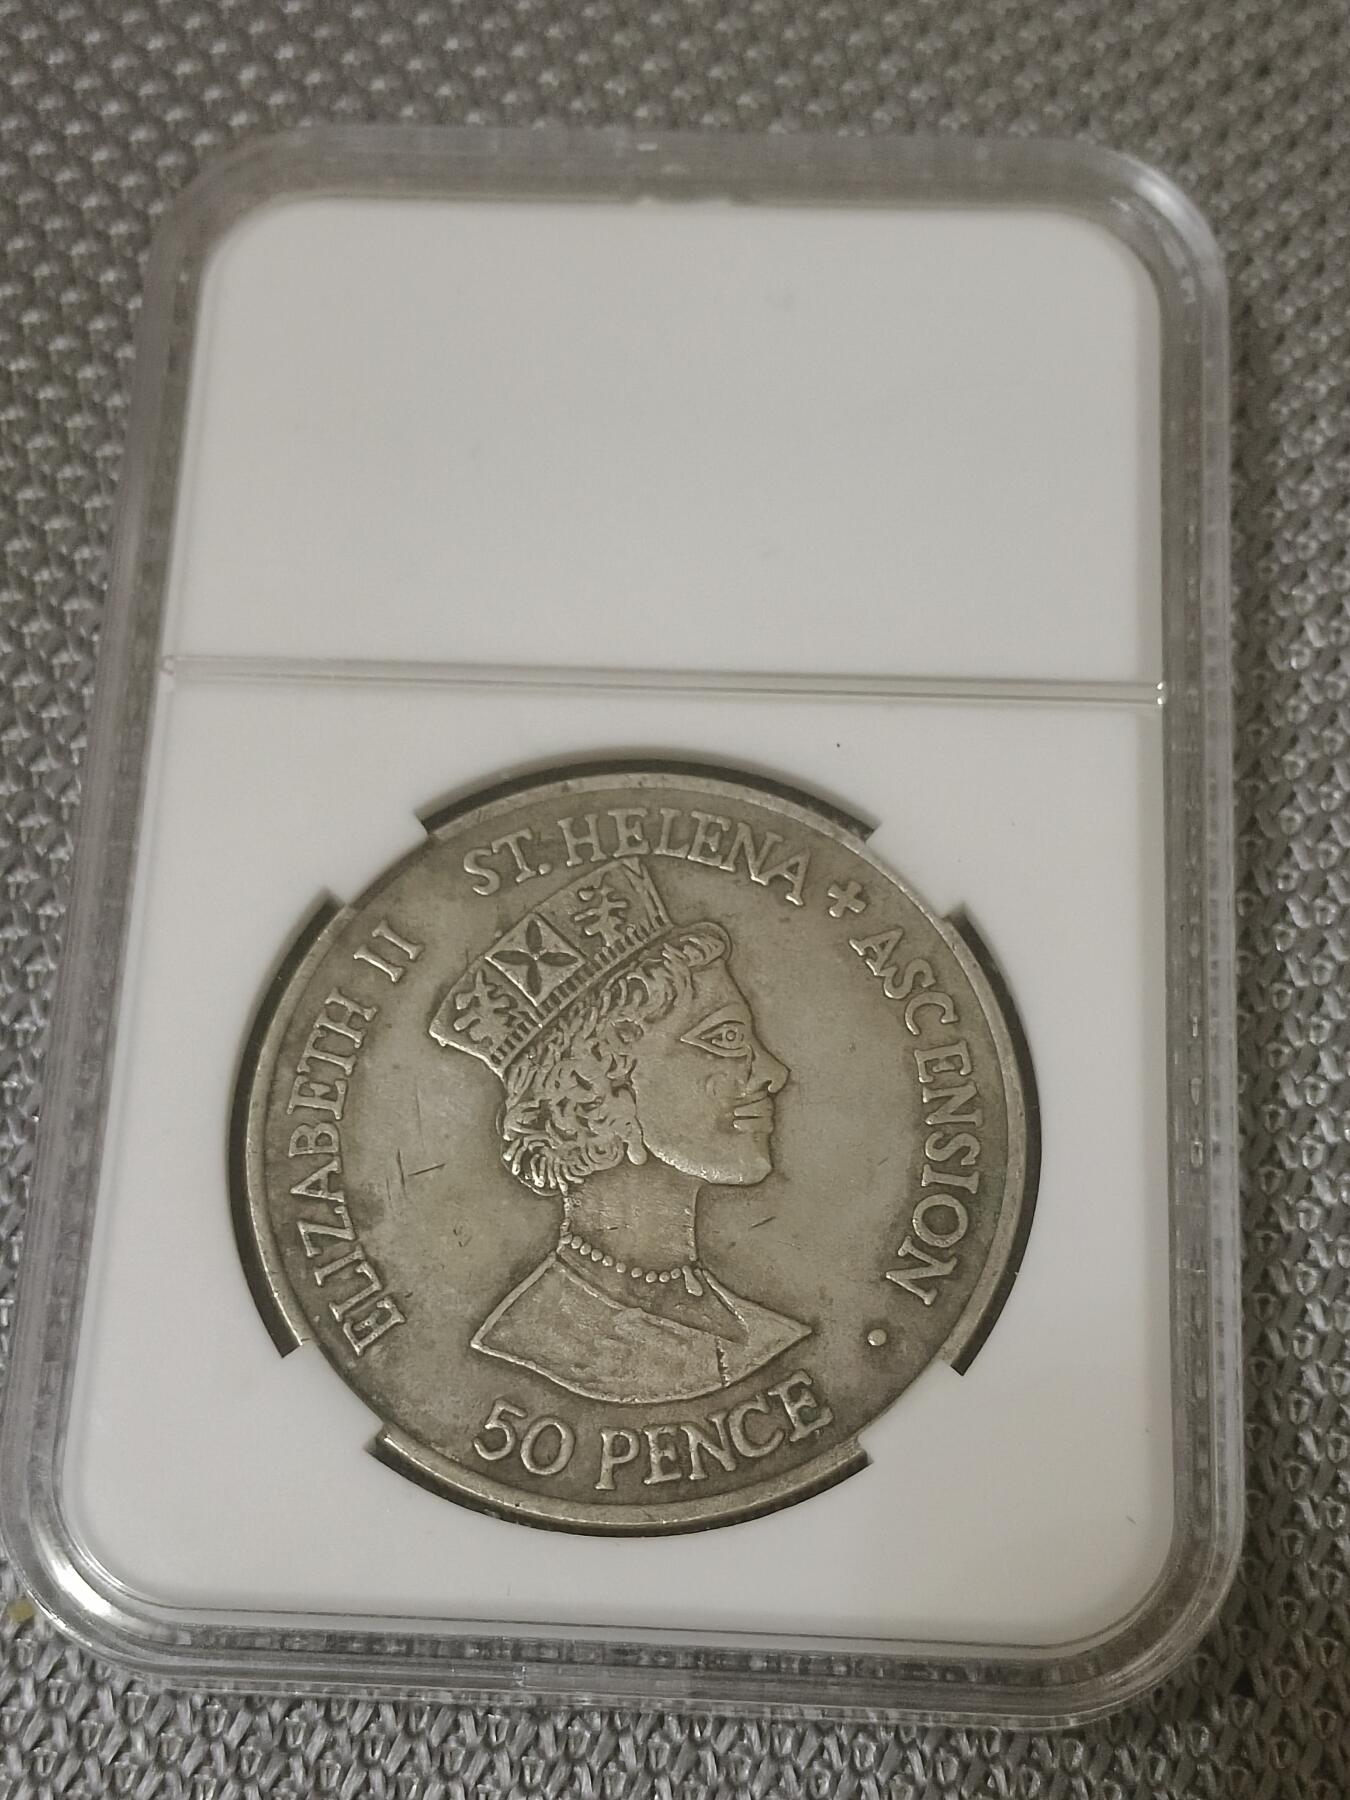 ELIZABETH II ST. HELENA + ASCENSION •
50 PENCE